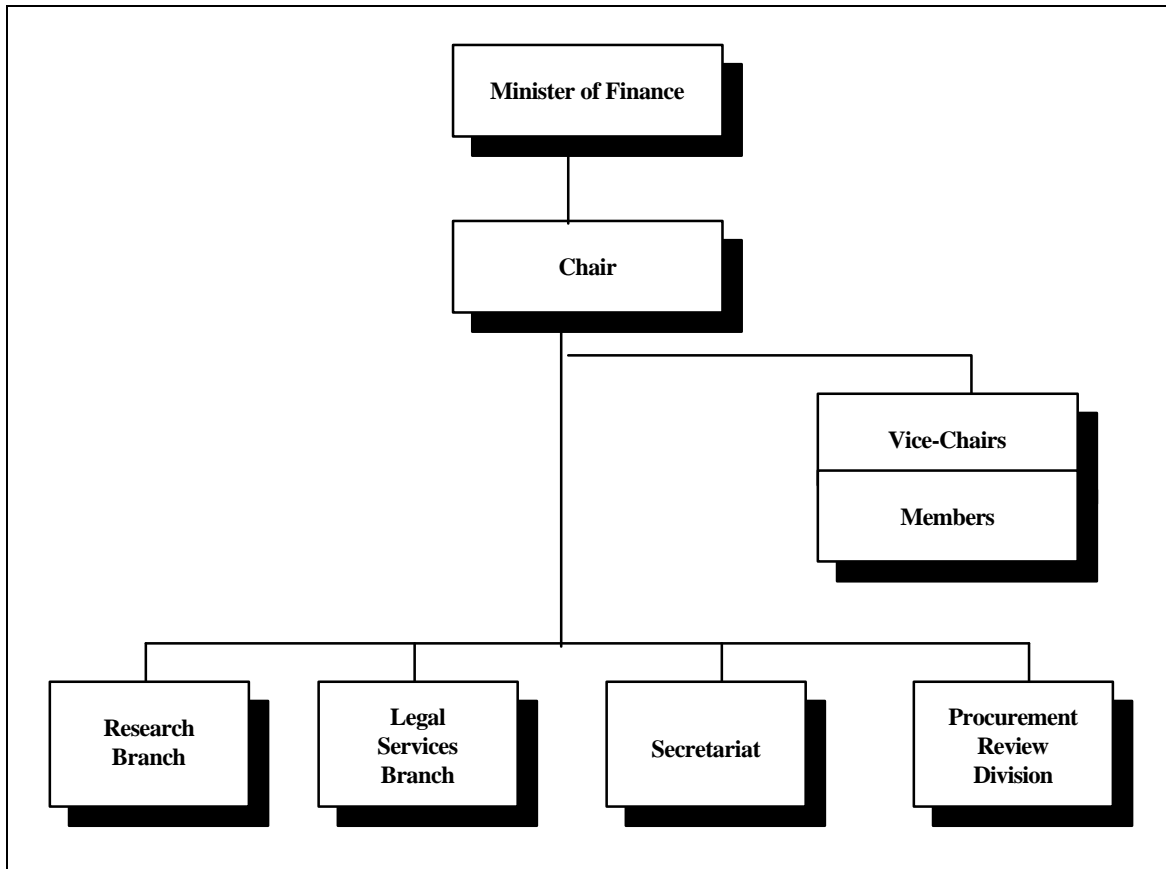 Minister of Finance
Chair
Vice-Chairs
Members
Research
Branch
Legal
Services
Branch
Secretariat
Procurement
Review
Division